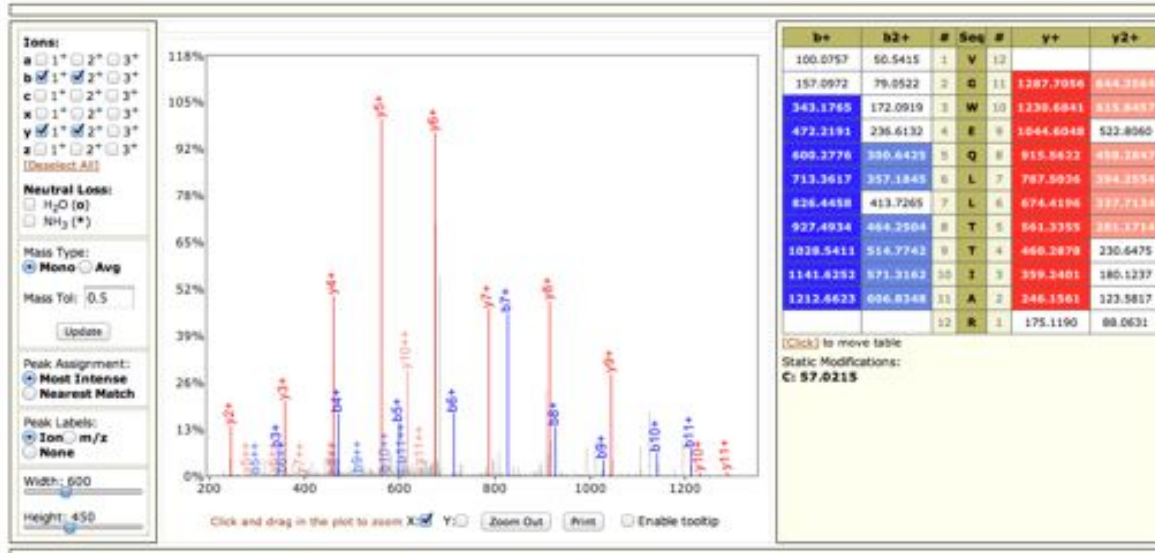 Ions:
a 1+ 2+ 3+
b 1+ 2+ 3+
c 1+ 2+ 3+
x 1+ 2+ 3+
y 1+ 2+ 3+
z 1+ 2+ 3+
[Deselect All]
Neutral Loss:
H2O (o)
NH3 (*)
Mass Type:
Mono Avg
Mass Tol: 0.5
Update
Peak Assignment:
Most Intense
Nearest Match
Peak Labels:
Ion m/z
None
Width: 600
Height: 450
118%
105%
92%
78%
65%
52%
39%
26%
13%
0%
200 400 600 800 1000 1200
y2+
b3+
y3+
y4+
b4+
b5++
b9++
y5+
b10++
b5+
b11++
y10++
y11++
y6+
b6+
y7+
b7+
y8+
b8+
b9+
y9+
b10+
b11+
y10+
y11+
Click and drag in the plot to zoom X: Y: Zoom Out Print Enable tooltip
b+ b2+ # Seq # y+ y2+
100.0757 50.5415 1 V 12
157.0972 79.0522 2 G 11 1287.7056 644.3564
343.1765 172.0919 3 W 10 1230.6841 615.8457
472.2191 236.6132 4 E 9 1044.6048 522.8060
600.2776 300.6425 5 Q 8 915.5622 458.2847
713.3617 357.1845 6 L 7 787.5036 394.2554
826.4458 413.7265 7 L 6 674.4196 337.7134
927.4934 464.2504 8 T 5 561.3355 281.1714
1028.5411 514.7742 9 T 4 460.2878 230.6475
1141.6252 571.3162 10 I 3 359.2401 180.1237
1212.6623 606.8348 11 A 2 246.1561 123.5817
12 R 1 175.1190 88.0631
[Click] to move table
Static Modifications:
C: 57.0215